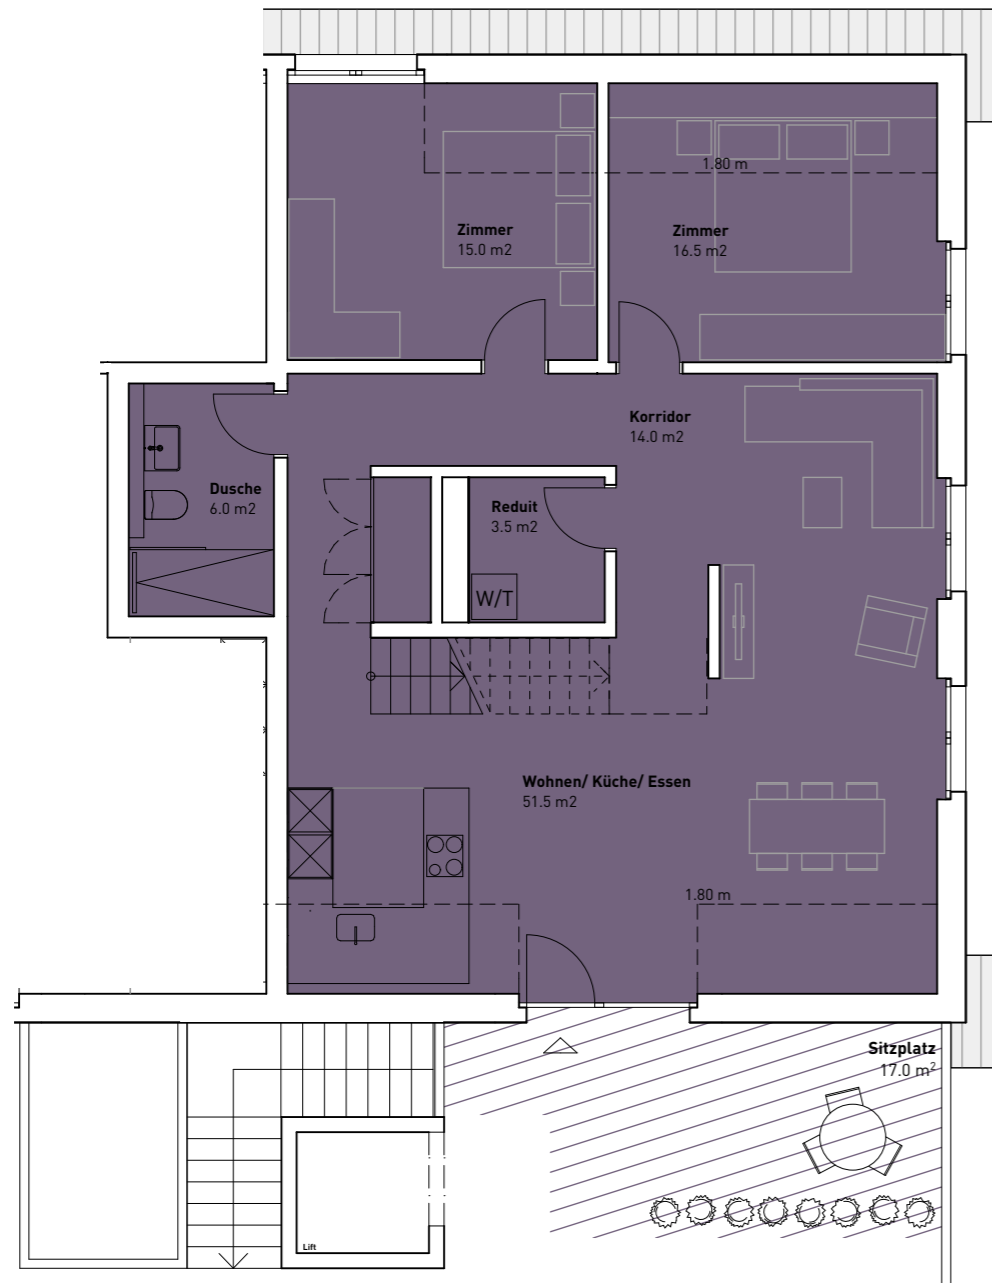 1.80 m
Zimmer
15.0 m2
Zimmer
16.5 m2
Korridor
14.0 m2
Dusche
6.0 m2
Reduit
3.5 m2
W/T
Wohnen/ Küche/ Essen
51.5 m2
1.80 m
Sitzplatz
17.0 m²
Lift